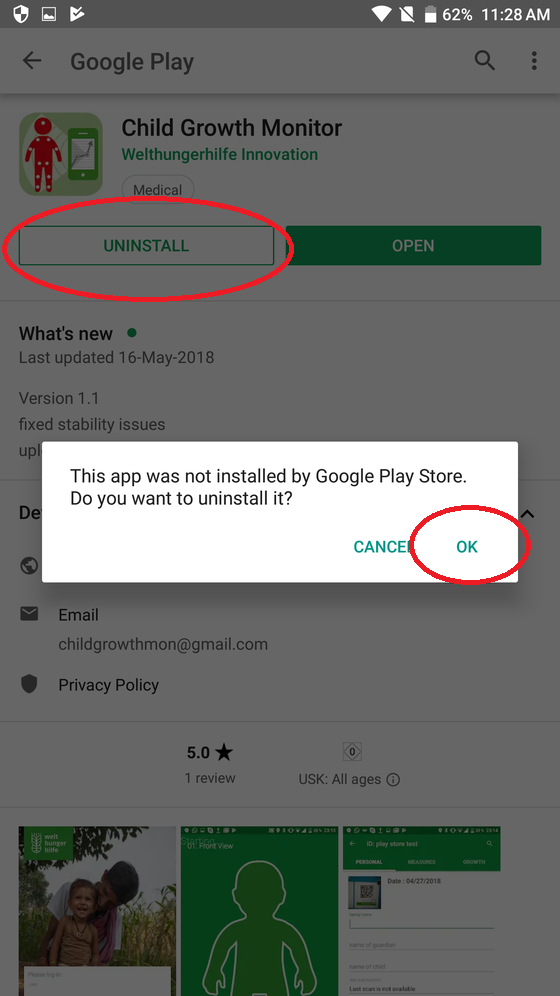 62% 11:28 AM
Google Play
Child Growth Monitor
Welthungerhilfe Innovation
Medical
UNINSTALL OPEN
What's new
Last updated 16-May-2018
Version 1.1
fixed stability issues
upl
This app was not installed by Google Play Store.
Do you want to uninstall it?
CANCEL OK
De
Email
childgrowthmon@gmail.com
Privacy Policy
5.0 ★ 0
1 review USK: All ages
welt
hunger
hilfe
Please log in:
01. Front View
ID: play store test
PERSONAL MEASURES GROWTH
Date : 04/27/2018
name of guardian
name of child
Last scan is not available